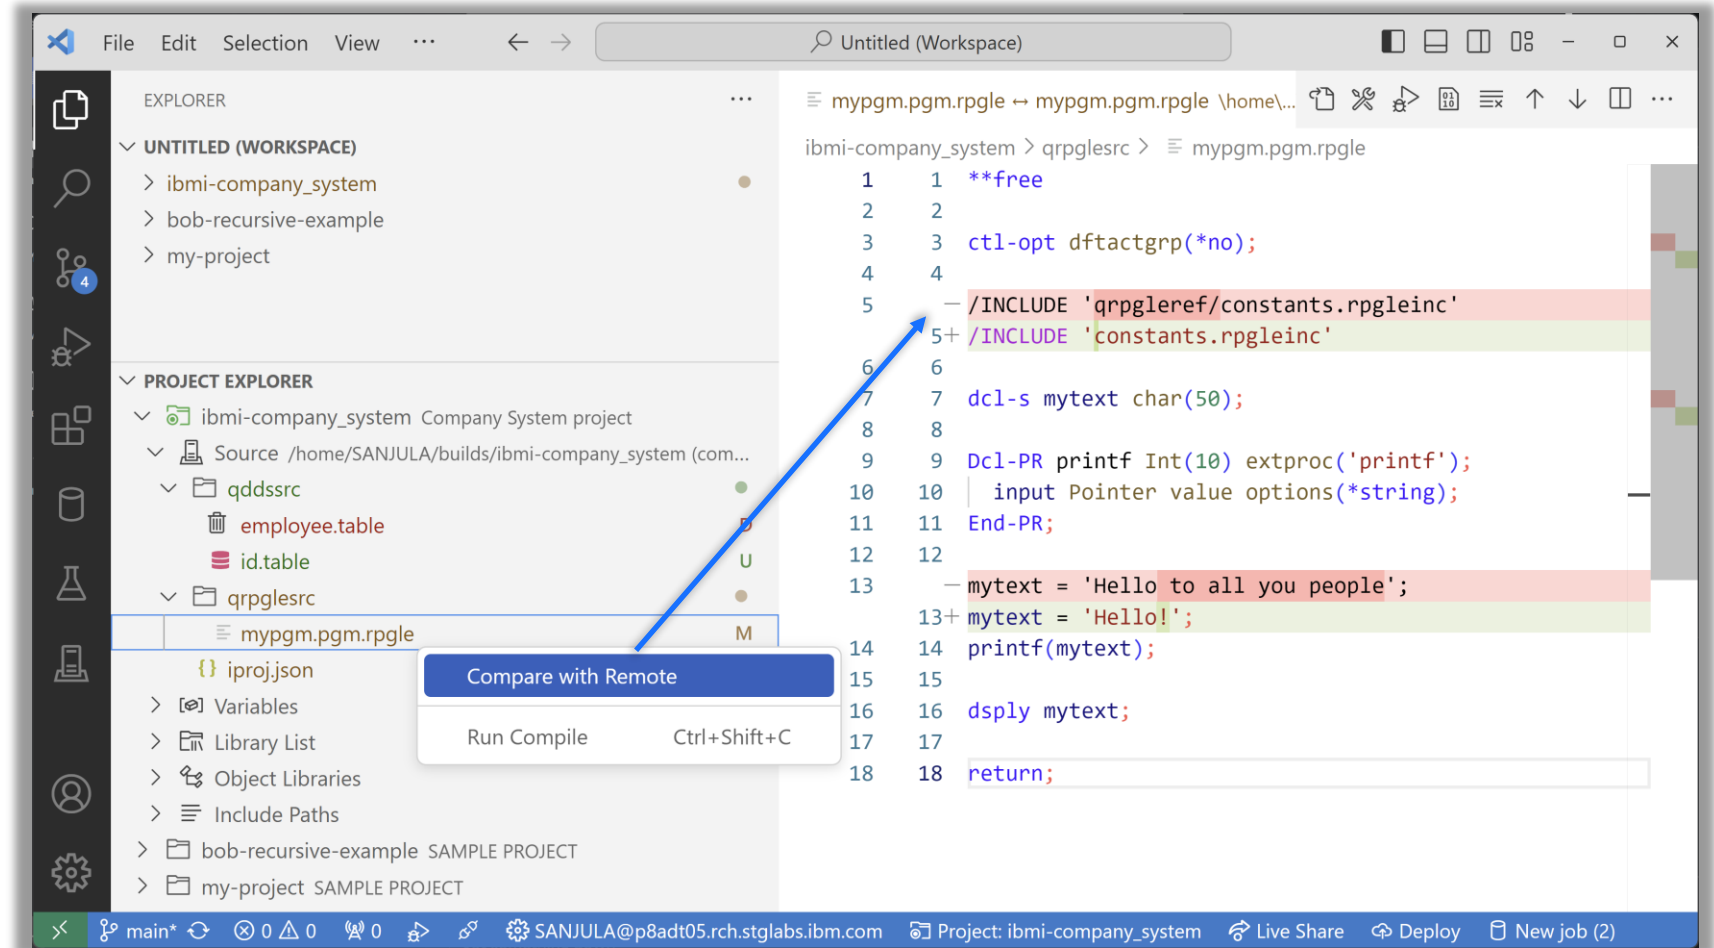 File Edit Selection View ··· Untitled (Workspace)
EXPLORER
UNTITLED (WORKSPACE)
ibmi-company_system
bob-recursive-example
my-project
PROJECT EXPLORER
ibmi-company_system Company System project
Source /home/SANJULA/builds/ibmi-company_system (com...
qddssrc
employee.table D
id.table U
qrpglesrc
mypgm.pgm.rpgle M
iproj.json
Variables
Library List
Object Libraries
Include Paths
bob-recursive-example SAMPLE PROJECT
my-project SAMPLE PROJECT
Compare with Remote
Run Compile Ctrl+Shift+C
mypgm.pgm.rpgle ↔ mypgm.pgm.rpgle \home\...
ibmi-company_system > qrpglesrc > mypgm.pgm.rpgle
1 1 **free
2 2
3 3 ctl-opt dftactgrp(*no);
4 4
5 — /INCLUDE 'qrpgleref/constants.rpgleinc'
5+ /INCLUDE 'constants.rpgleinc'
6 6
7 7 dcl-s mytext char(50);
8 8
9 9 Dcl-PR printf Int(10) extproc('printf');
10 10 input Pointer value options(*string);
11 11 End-PR;
12 12
13 — mytext = 'Hello to all you people';
13+ mytext = 'Hello!';
14 14 printf(mytext);
15 15
16 16 dsply mytext;
17 17
18 18 return;
4
main* 0 0 0 SANJULA@p8adt05.rch.stglabs.ibm.com Project: ibmi-company_system Live Share Deploy New job (2)